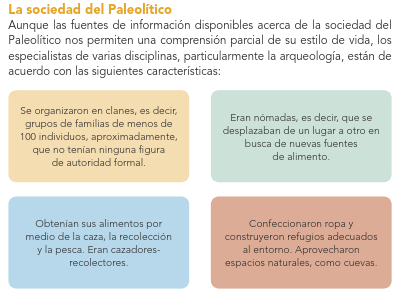 La sociedad del Paleolítico
Aunque las fuentes de información disponibles acerca de la sociedad del
Paleolítico nos permiten una comprensión parcial de su estilo de vida, los
especialistas de varias disciplinas, particularmente la arqueología, están de
acuerdo con las siguientes características:
Se organizaron en clanes, es decir,
grupos de familias de menos de
100 individuos, aproximadamente,
que no tenían ninguna figura
de autoridad formal.
Eran nómadas, es decir, que se
desplazaban de un lugar a otro en
busca de nuevas fuentes
de alimento.
Obtenían sus alimentos por
medio de la caza, la recolección
y la pesca. Eran cazadores-
recolectores.
Confeccionaron ropa y
construyeron refugios adecuados
al entorno. Aprovecharon
espacios naturales, como cuevas.